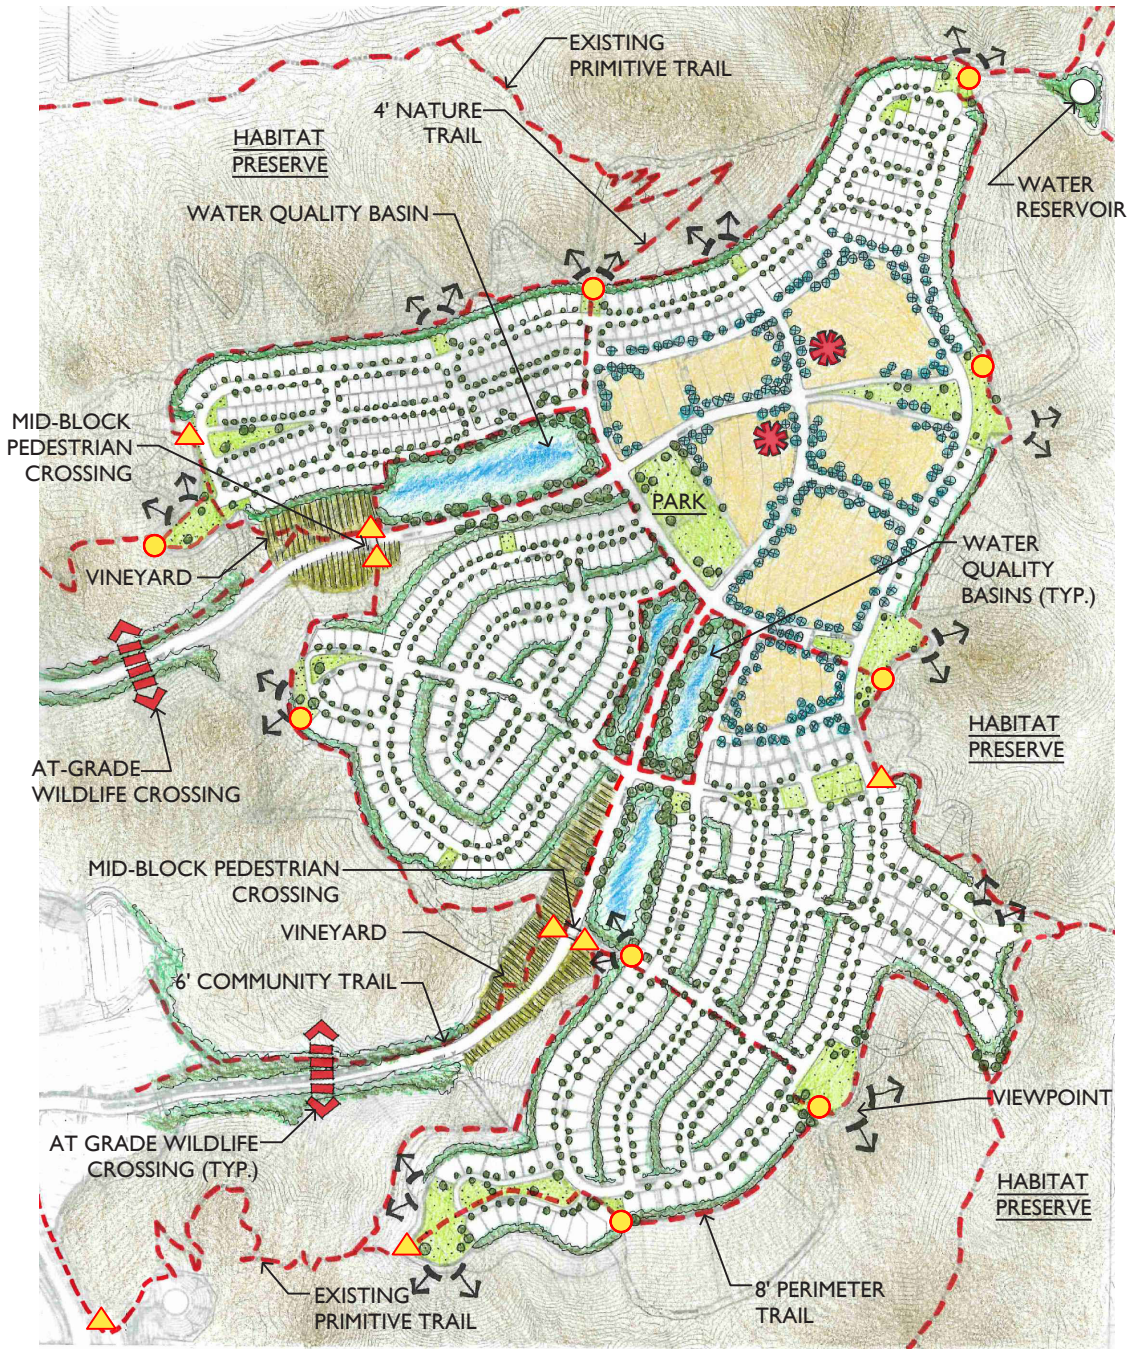 EXISTING
PRIMITIVE TRAIL
4' NATURE
TRAIL
HABITAT
PRESERVE
WATER
RESERVOIR
WATER QUALITY BASIN
MID-BLOCK
PEDESTRIAN
CROSSING
PARK
WATER
QUALITY
BASINS (TYP.)
VINEYARD
HABITAT
PRESERVE
AT-GRADE
WILDLIFE CROSSING
MID-BLOCK PEDESTRIAN
CROSSING
VINEYARD
6' COMMUNITY TRAIL
VIEWPOINT
AT GRADE WILDLIFE
CROSSING (TYP.)
HABITAT
PRESERVE
EXISTING
PRIMITIVE TRAIL
8' PERIMETER
TRAIL